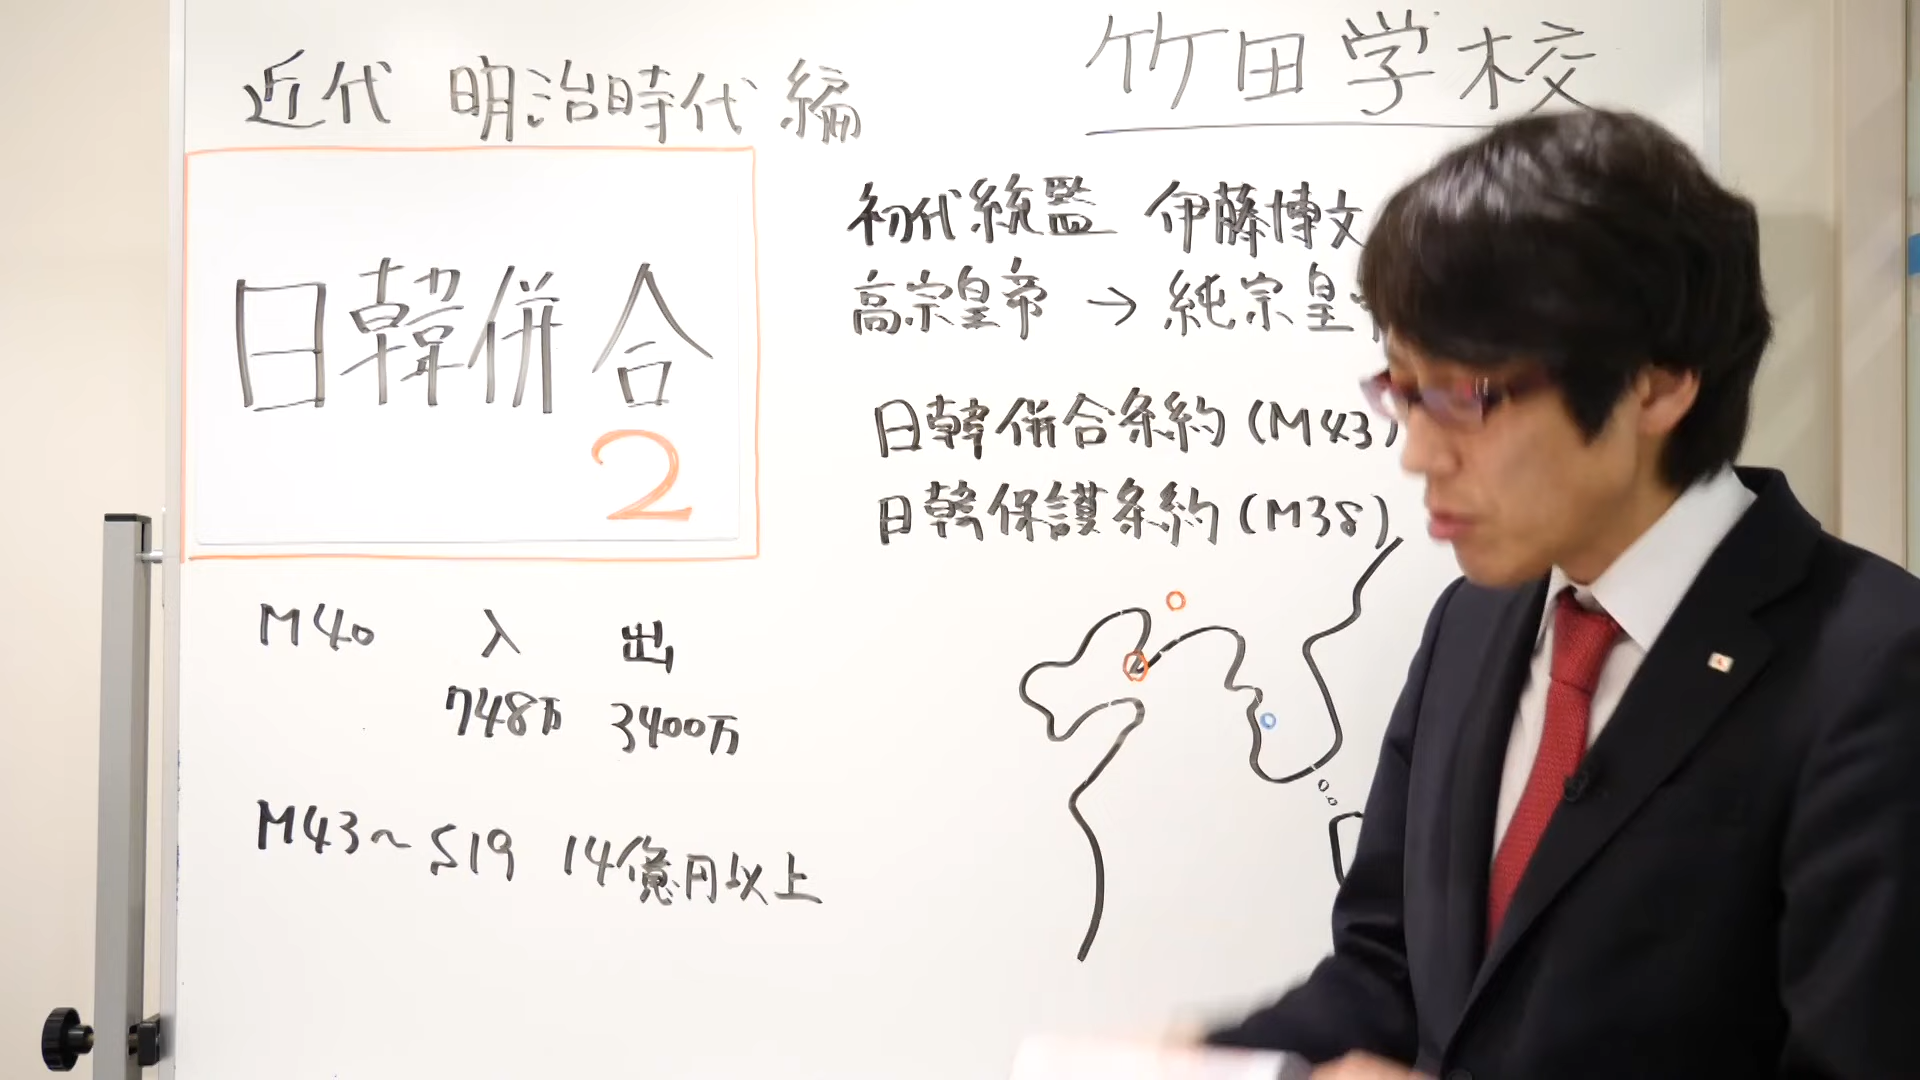 近代 明治時代編
竹田学校
日韓併合
2
初代統監 伊藤博文
高宗皇帝 → 純宗皇
日韓併合条約(M43)
日韓保護条約(M38)
M40 入 出
748万 3400万
M43~S19 14億円以上